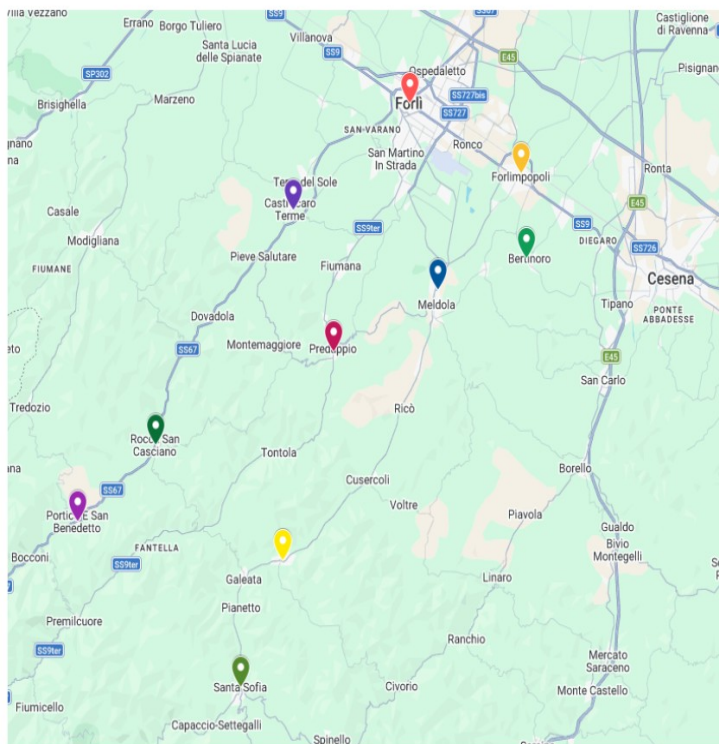 Villa Vezzano
Errano
Borgo Tuliero
SS9
Villanova
SS67
Castiglione
di Ravenna
Santa Lucia
delle Spianate
E45
Pisignano
SP302
Ospedaletto
Brisighella
Marzeno
Forlì
SS727bis
SS727
SAN-VARANO
San Martino
In Strada
Ronco
Forlimpopoli
Ronta
Terra del Sole
Castrocaro
Terme
E45
Casale
Modigliana
SS9ter
SS9
DIEGARO
SS726
Pieve Salutare
Fiumana
Bertinoro
FIUMANE
Cesena
Meldola
Tipano
PONTE
ABBADESSE
Dovadola
SS67
Montemaggiore
Predappio
E45
San Carlo
Tredozio
Ricò
Rocca San
Casciano
Tontola
Borello
Cusercoli
SS67
Voltre
Piavola
Portico E San
Benedetto
Gualdo
Bocconi
FANTELLA
Bivio
Montegelli
SS9ter
Galeata
Linaro
Pianetto
Premilcuore
SS9ter
Ranchio
Mercato
Saraceno
Santa Sofia
Civorio
Monte Castello
Fiumicello
Capaccio-Settegalli
Spinello